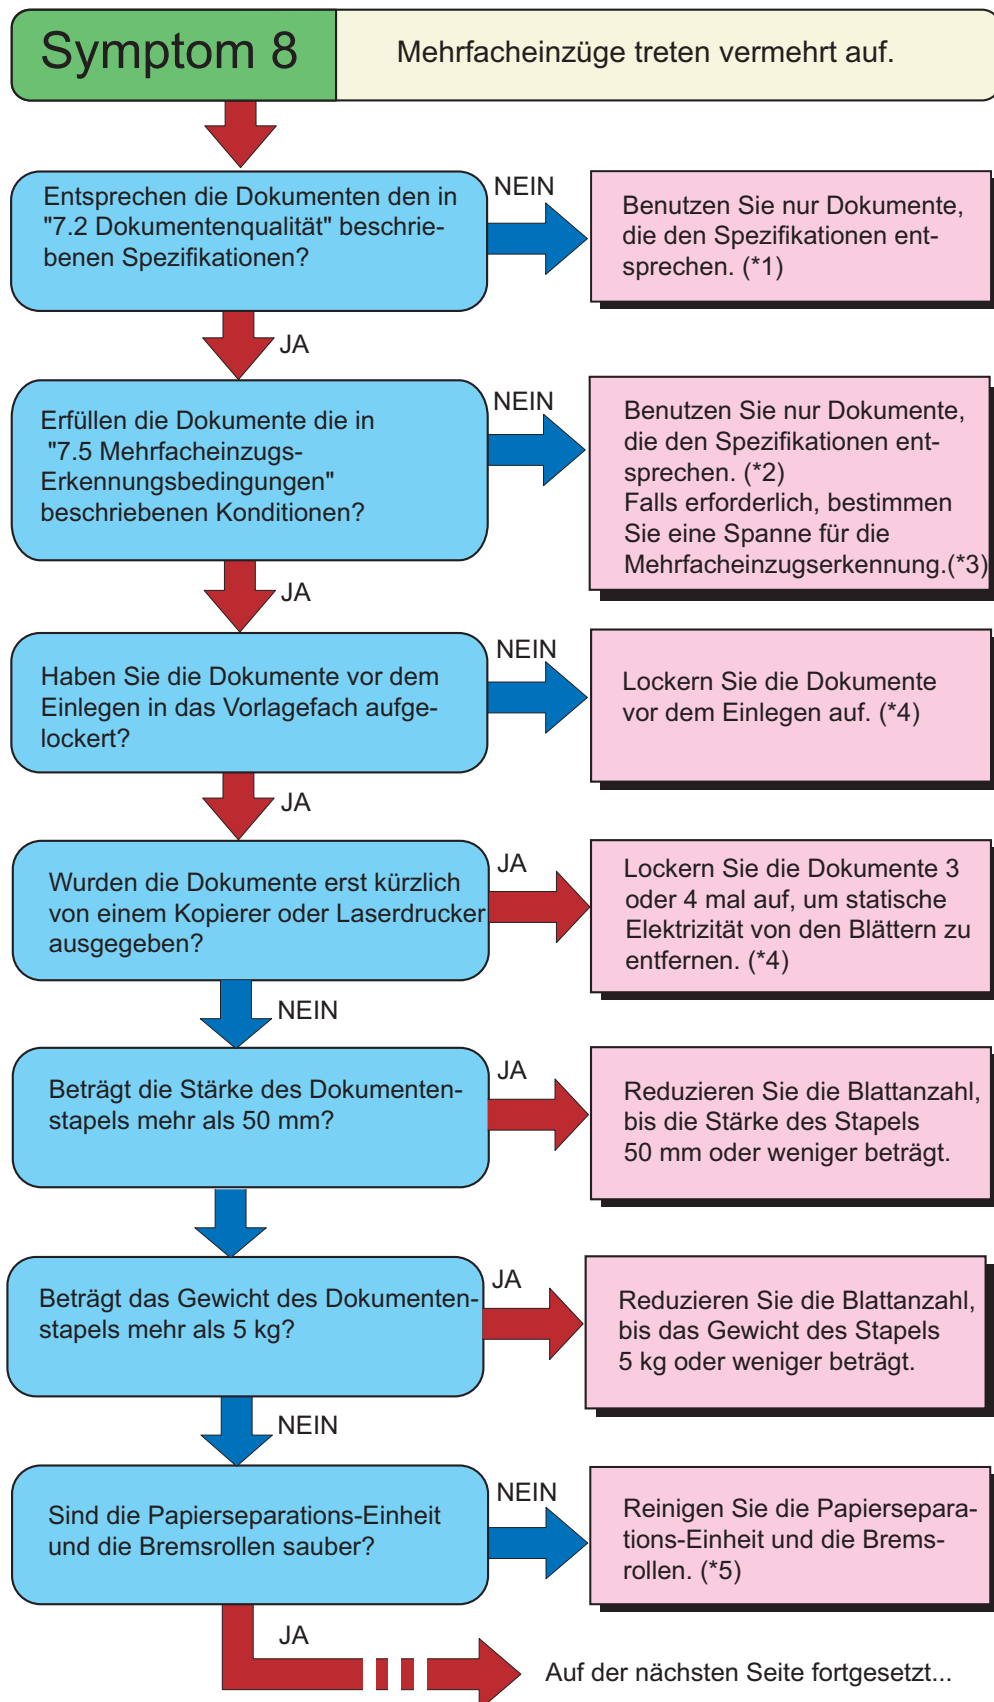 Symptom 8
Mehrfacheinzüge treten vermehrt auf.
Entsprechen die Dokumenten den in
"7.2 Dokumentenqualität" beschrie-
benen Spezifikationen?
NEIN
Benutzen Sie nur Dokumente,
die den Spezifikationen ent-
sprechen. (*1)
JA
Erfüllen die Dokumente die in
"7.5 Mehrfacheinzugs-
Erkennungsbedingungen"
beschriebenen Konditionen?
NEIN
Benutzen Sie nur Dokumente,
die den Spezifikationen ent-
sprechen. (*2)
Falls erforderlich, bestimmen
Sie eine Spanne für die
Mehrfacheinzugserkennung.(*3)
JA
Haben Sie die Dokumente vor dem
Einlegen in das Vorlagefach aufge-
lockert?
NEIN
Lockern Sie die Dokumente
vor dem Einlegen auf. (*4)
JA
Wurden die Dokumente erst kürzlich
von einem Kopierer oder Laserdrucker
ausgegeben?
JA
Lockern Sie die Dokumente 3
oder 4 mal auf, um statische
Elektrizität von den Blättern zu
entfernen. (*4)
NEIN
Beträgt die Stärke des Dokumenten-
stapels mehr als 50 mm?
JA
Reduzieren Sie die Blattanzahl,
bis die Stärke des Stapels
50 mm oder weniger beträgt.
Beträgt das Gewicht des Dokumenten-
stapels mehr als 5 kg?
JA
Reduzieren Sie die Blattanzahl,
bis das Gewicht des Stapels
5 kg oder weniger beträgt.
NEIN
Sind die Papierseparations-Einheit
und die Bremsrollen sauber?
NEIN
Reinigen Sie die Papiersepara-
tions-Einheit und die Brems-
rollen. (*5)
JA
Auf der nächsten Seite fortgesetzt...